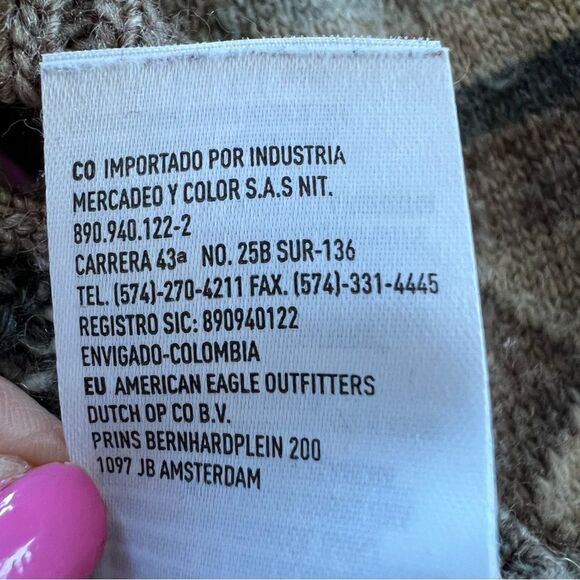 CO IMPORTADO POR INDUSTRIA
MERCADEO Y COLOR S.A.S NIT.
890.940.122-2
CARRERA 43ª NO. 25B SUR-136
TEL. (574)-270-4211 FAX. (574)-331-4445
REGISTRO SIC: 890940122
ENVIGADO-COLOMBIA
EU AMERICAN EAGLE OUTFITTERS
DUTCH OP CO B.V.
PRINS BERNHARDPLEIN 200
1097 JB AMSTERDAM